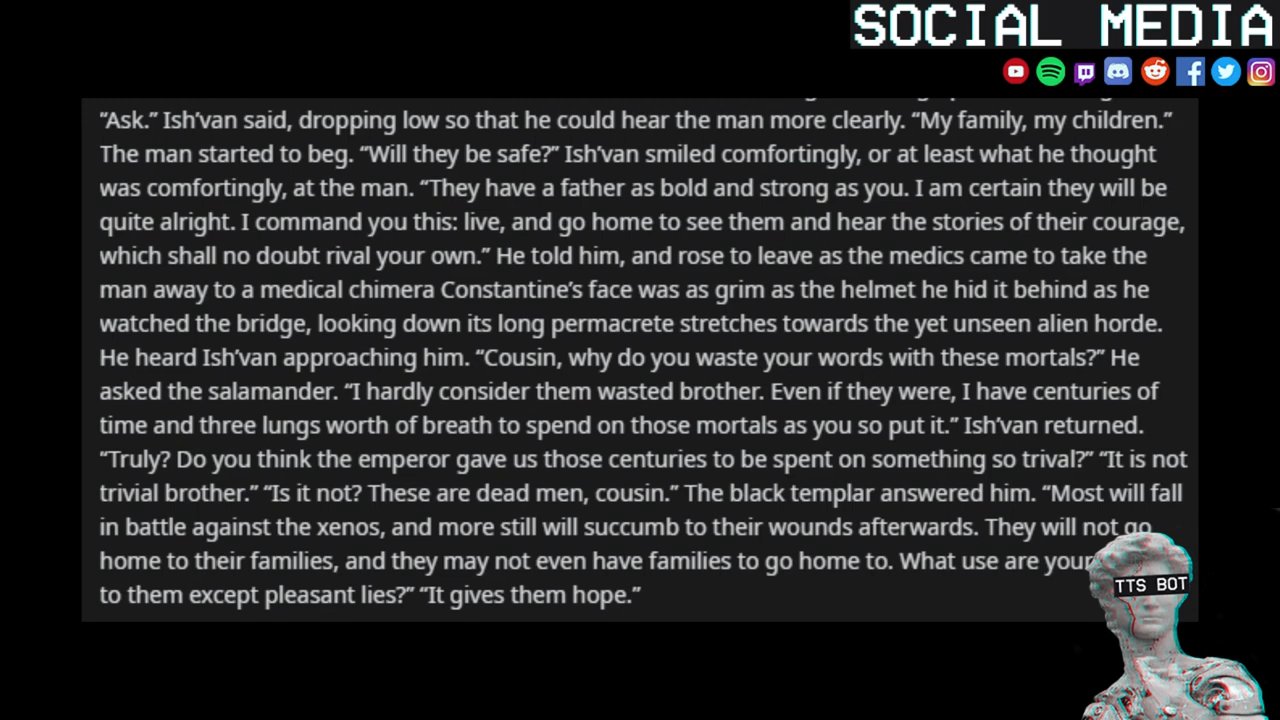 SOCIAL MEDIA
“Ask.” Ish’van said, dropping low so that he could hear the man more clearly. “My family, my children.”
The man started to beg. “Will they be safe?” Ish’van smiled comfortingly, or at least what he thought
was comfortingly, at the man. “They have a father as bold and strong as you. I am certain they will be
quite alright. I command you this: live, and go home to see them and hear the stories of their courage,
which shall no doubt rival your own.” He told him, and rose to leave as the medics came to take the
man away to a medical chimera Constantine’s face was as grim as the helmet he hid it behind as he
watched the bridge, looking down its long permacrete stretches towards the yet unseen alien horde.
He heard Ish’van approaching him. “Cousin, why do you waste your words with these mortals?” He
asked the salamander. “I hardly consider them wasted brother. Even if they were, I have centuries of
time and three lungs worth of breath to spend on those mortals as you so put it.” Ish’van returned.
“Truly? Do you think the emperor gave us those centuries to be spent on something so trival?” “It is not
trivial brother.” “Is it not? These are dead men, cousin.” The black templar answered him. “Most will fall
in battle against the xenos, and more still will succumb to their wounds afterwards. They will not go
home to their families, and they may not even have families to go home to. What use are your
to them except pleasant lies?” “It gives them hope.”
TTS BOT